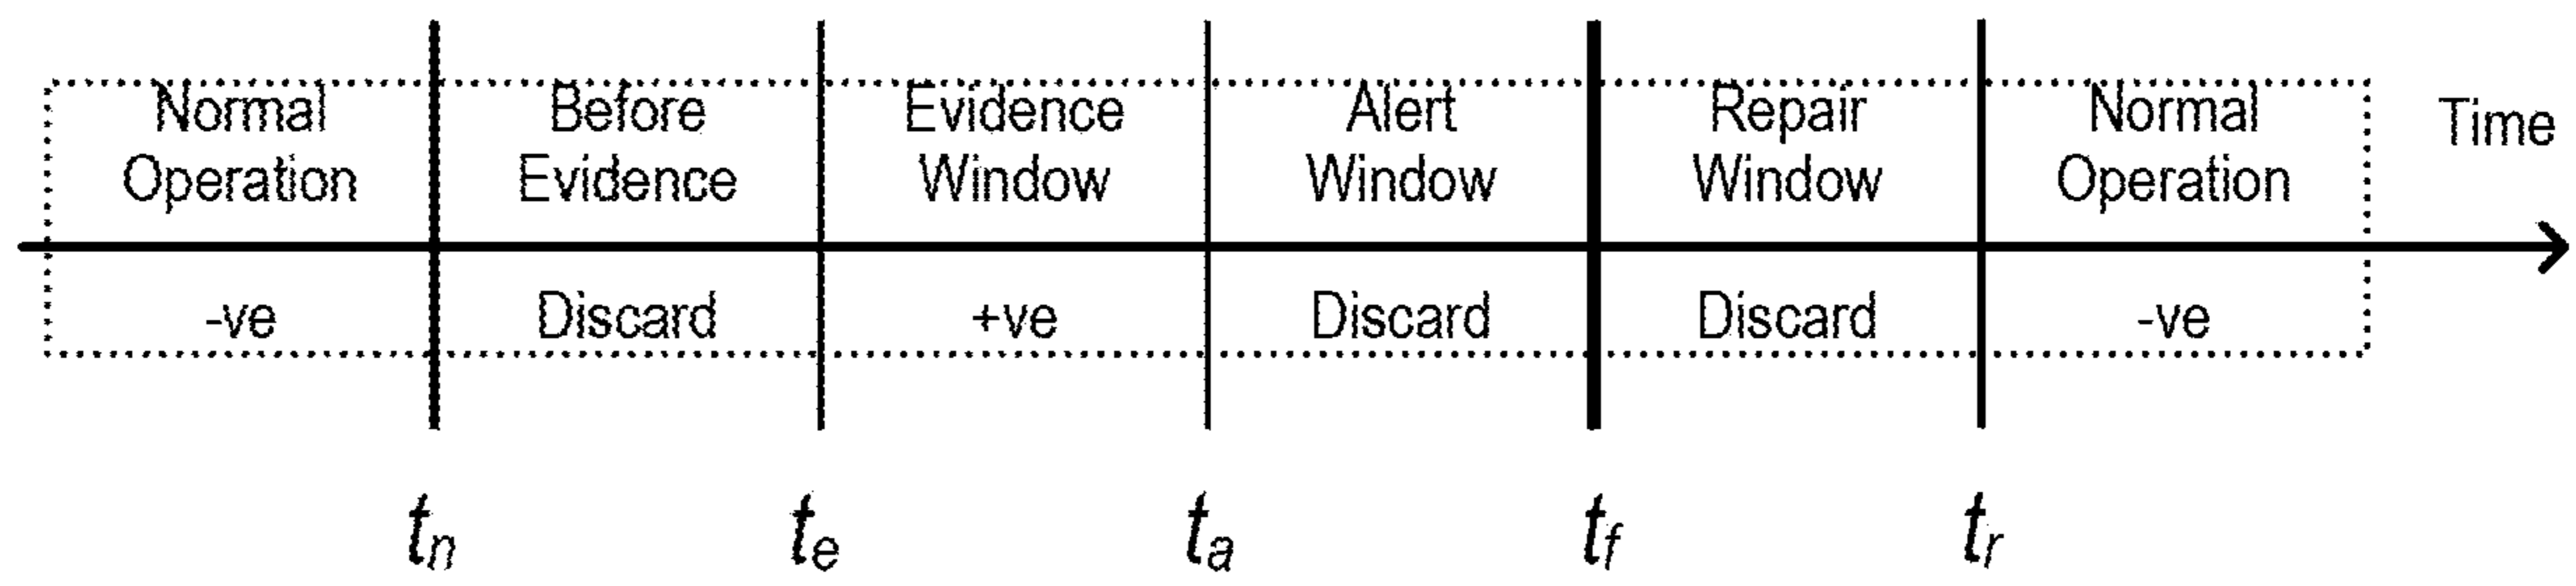 Normal Before Evidence Alert Repair Normal Time
Operation Evidence Window Window Window Operation
-ve Discard +ve Discard Discard -ve
tn te ta tf tr